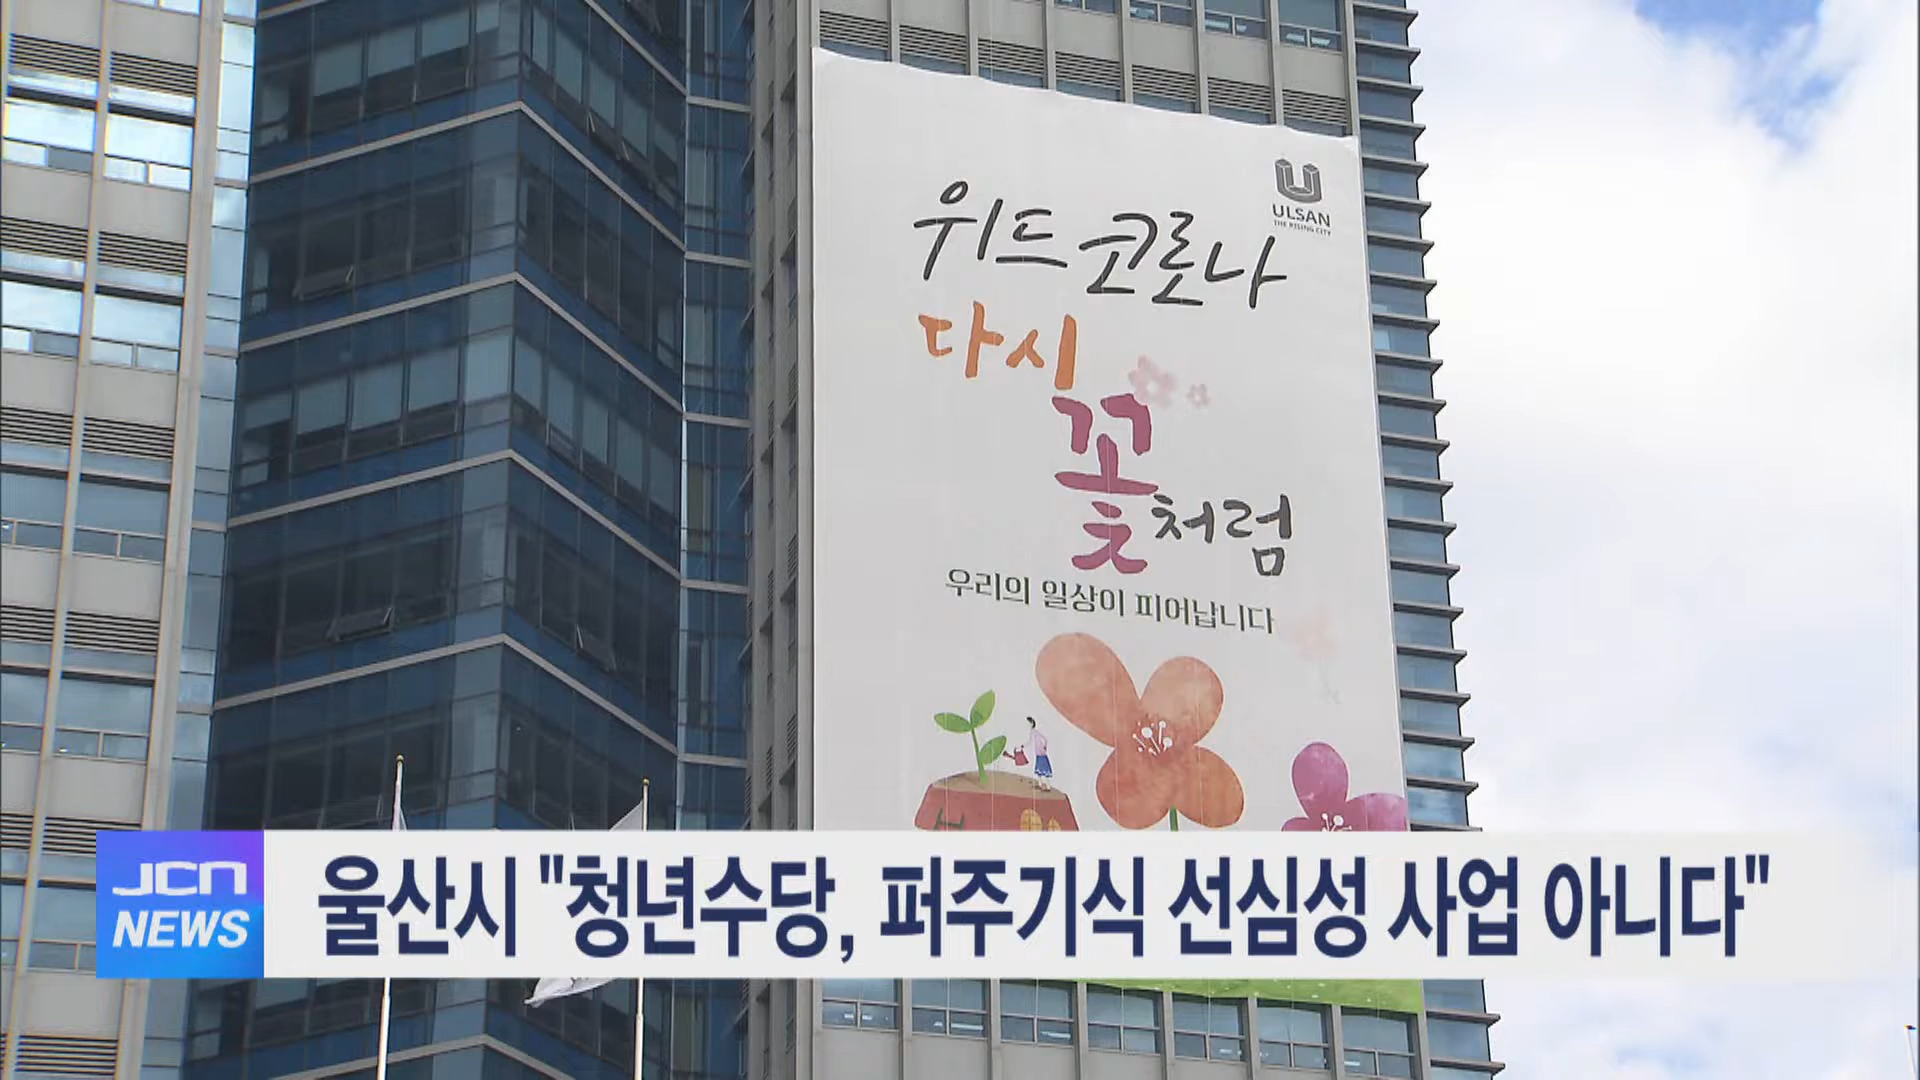 ULSAN
THE RISING CITY
위드 코로나
다시
꽃처럼
우리의 일상이 피어납니다
JCN
NEWS
울산시 "청년수당, 퍼주기식 선심성 사업 아니다"